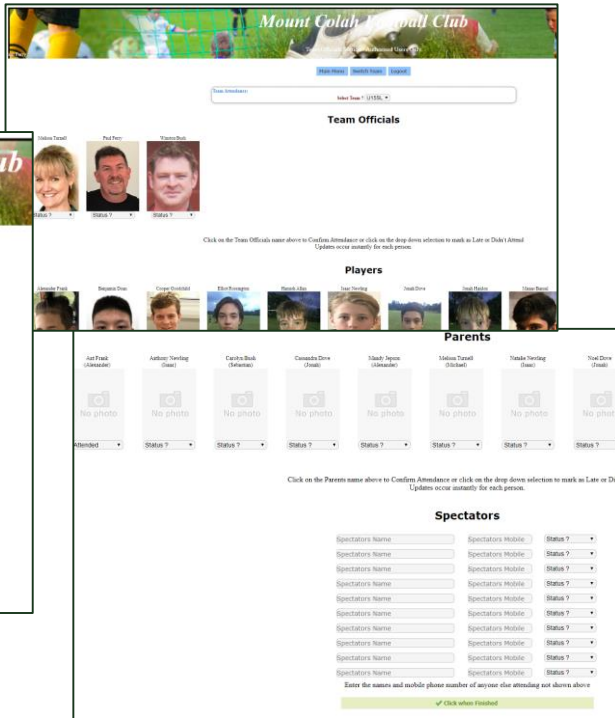 Mount Colah Football Club
ub
Main Menu Switch Team Logout
Team Attendance:
Select Team * U15SL
Team Officials
Melissa Turnell Paul Perry Winston Bush
Status ? Status ? Status ?
Click on the Team Officials name above to Confirm Attendance or click on the drop down selection to mark as Late or Didn't Attend
Updates occur instantly for each person.
Players
Alexander Frank Benjamin Dunn Cooper Elliot Hannah Allan Isaac Newling Jonah Dove Jonah
Parents
Ant Frank Anthony Newling Carolyn Bush Cassandra Dove Mandy Jepson Melissa Turnell Natalie Newling Noel Dove
(Alexander) (Isaac) (Sebastian) (Jonah) (Alexander) (Michael) (Isaac) (Jonah)
No photo No photo No photo No photo No photo No photo No photo No photo
Attended Status ? Status ? Status ? Status ? Status ? Status ? Status ?
Click on the Parents name above to Confirm Attendance or click on the drop down selection to mark as Late or Di
Updates occur instantly for each person.
Spectators
Spectators Name Spectators Mobile Status ?
Spectators Name Spectators Mobile Status ?
Spectators Name Spectators Mobile Status ?
Spectators Name Spectators Mobile Status ?
Spectators Name Spectators Mobile Status ?
Spectators Name Spectators Mobile Status ?
Spectators Name Spectators Mobile Status ?
Spectators Name Spectators Mobile Status ?
Spectators Name Spectators Mobile Status ?
Spectators Name Spectators Mobile Status ?
Enter the names and mobile phone number of anyone else attending not shown above
✔ Click when Finished